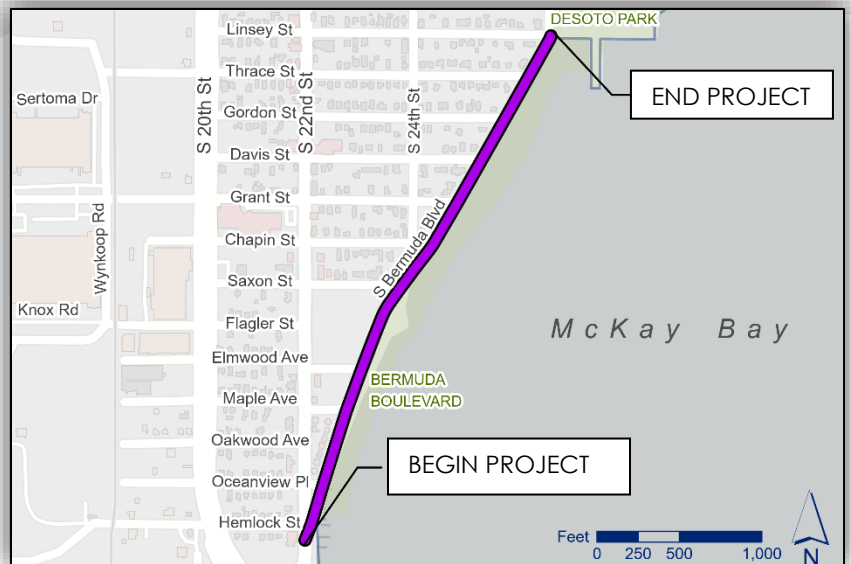 DESOTO PARK
Linsey St
Thrace St
END PROJECT
Sertoma Dr
S 20th St
S 22nd St
S 24th St
Gordon St
Davis St
Grant St
Wynkoop Rd
Chapin St
S Bermuda Blvd
Saxon St
Knox Rd
Flagler St
McKay Bay
Elmwood Ave
BERMUDA
BOULEVARD
Maple Ave
Oakwood Ave
BEGIN PROJECT
Oceanview Pl
Hemlock St
Feet
0 250 500 1,000
N